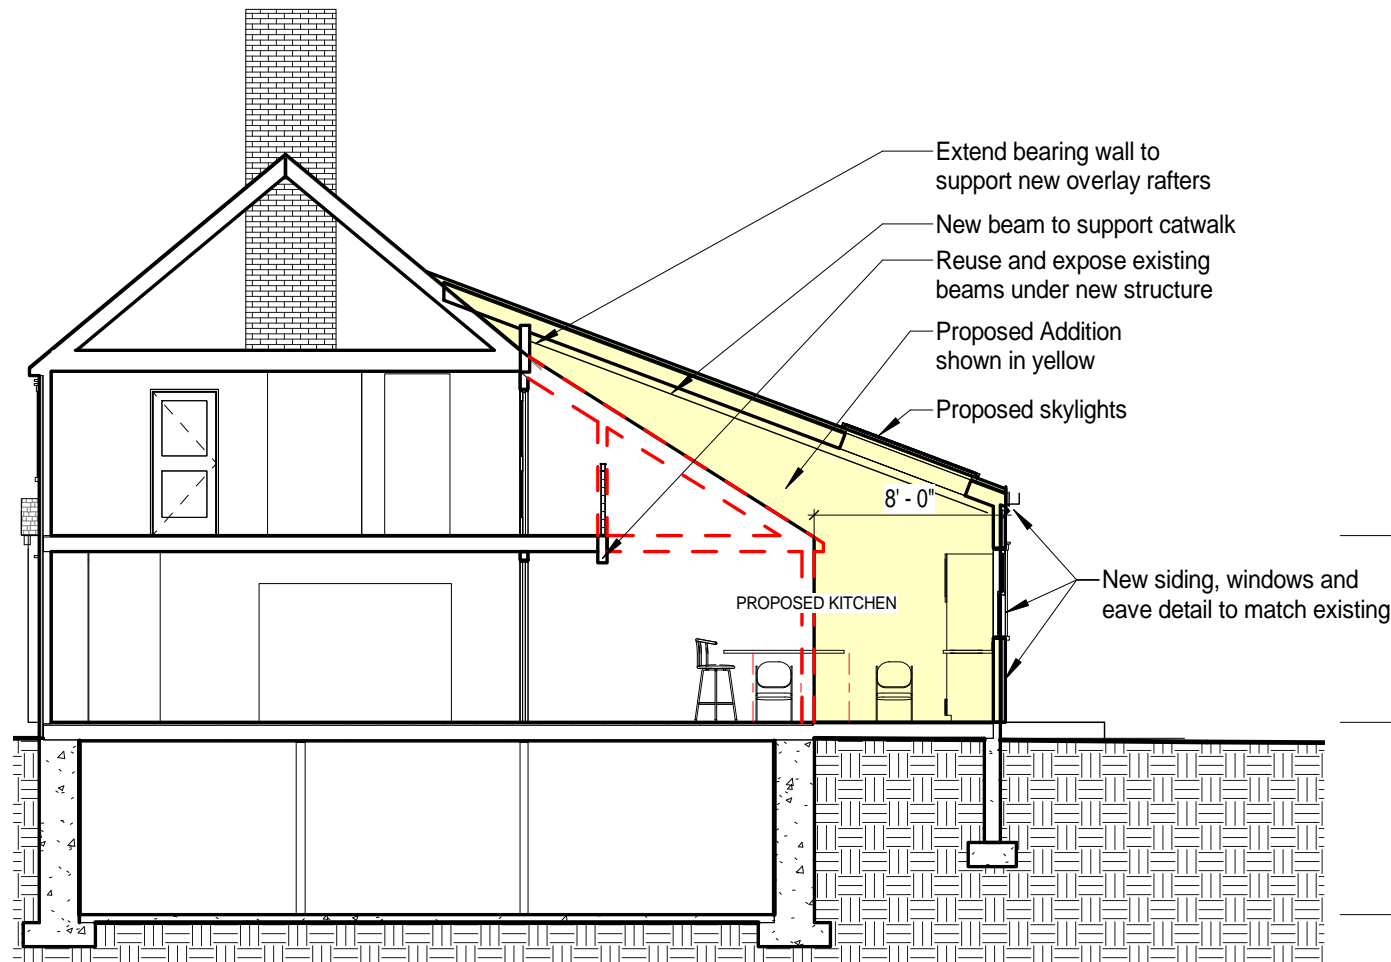 Extend bearing wall to
support new overlay rafters
New beam to support catwalk
Reuse and expose existing
beams under new structure
Proposed Addition
shown in yellow
Proposed skylights
8' - 0"
New siding, windows and
eave detail to match existing
PROPOSED KITCHEN